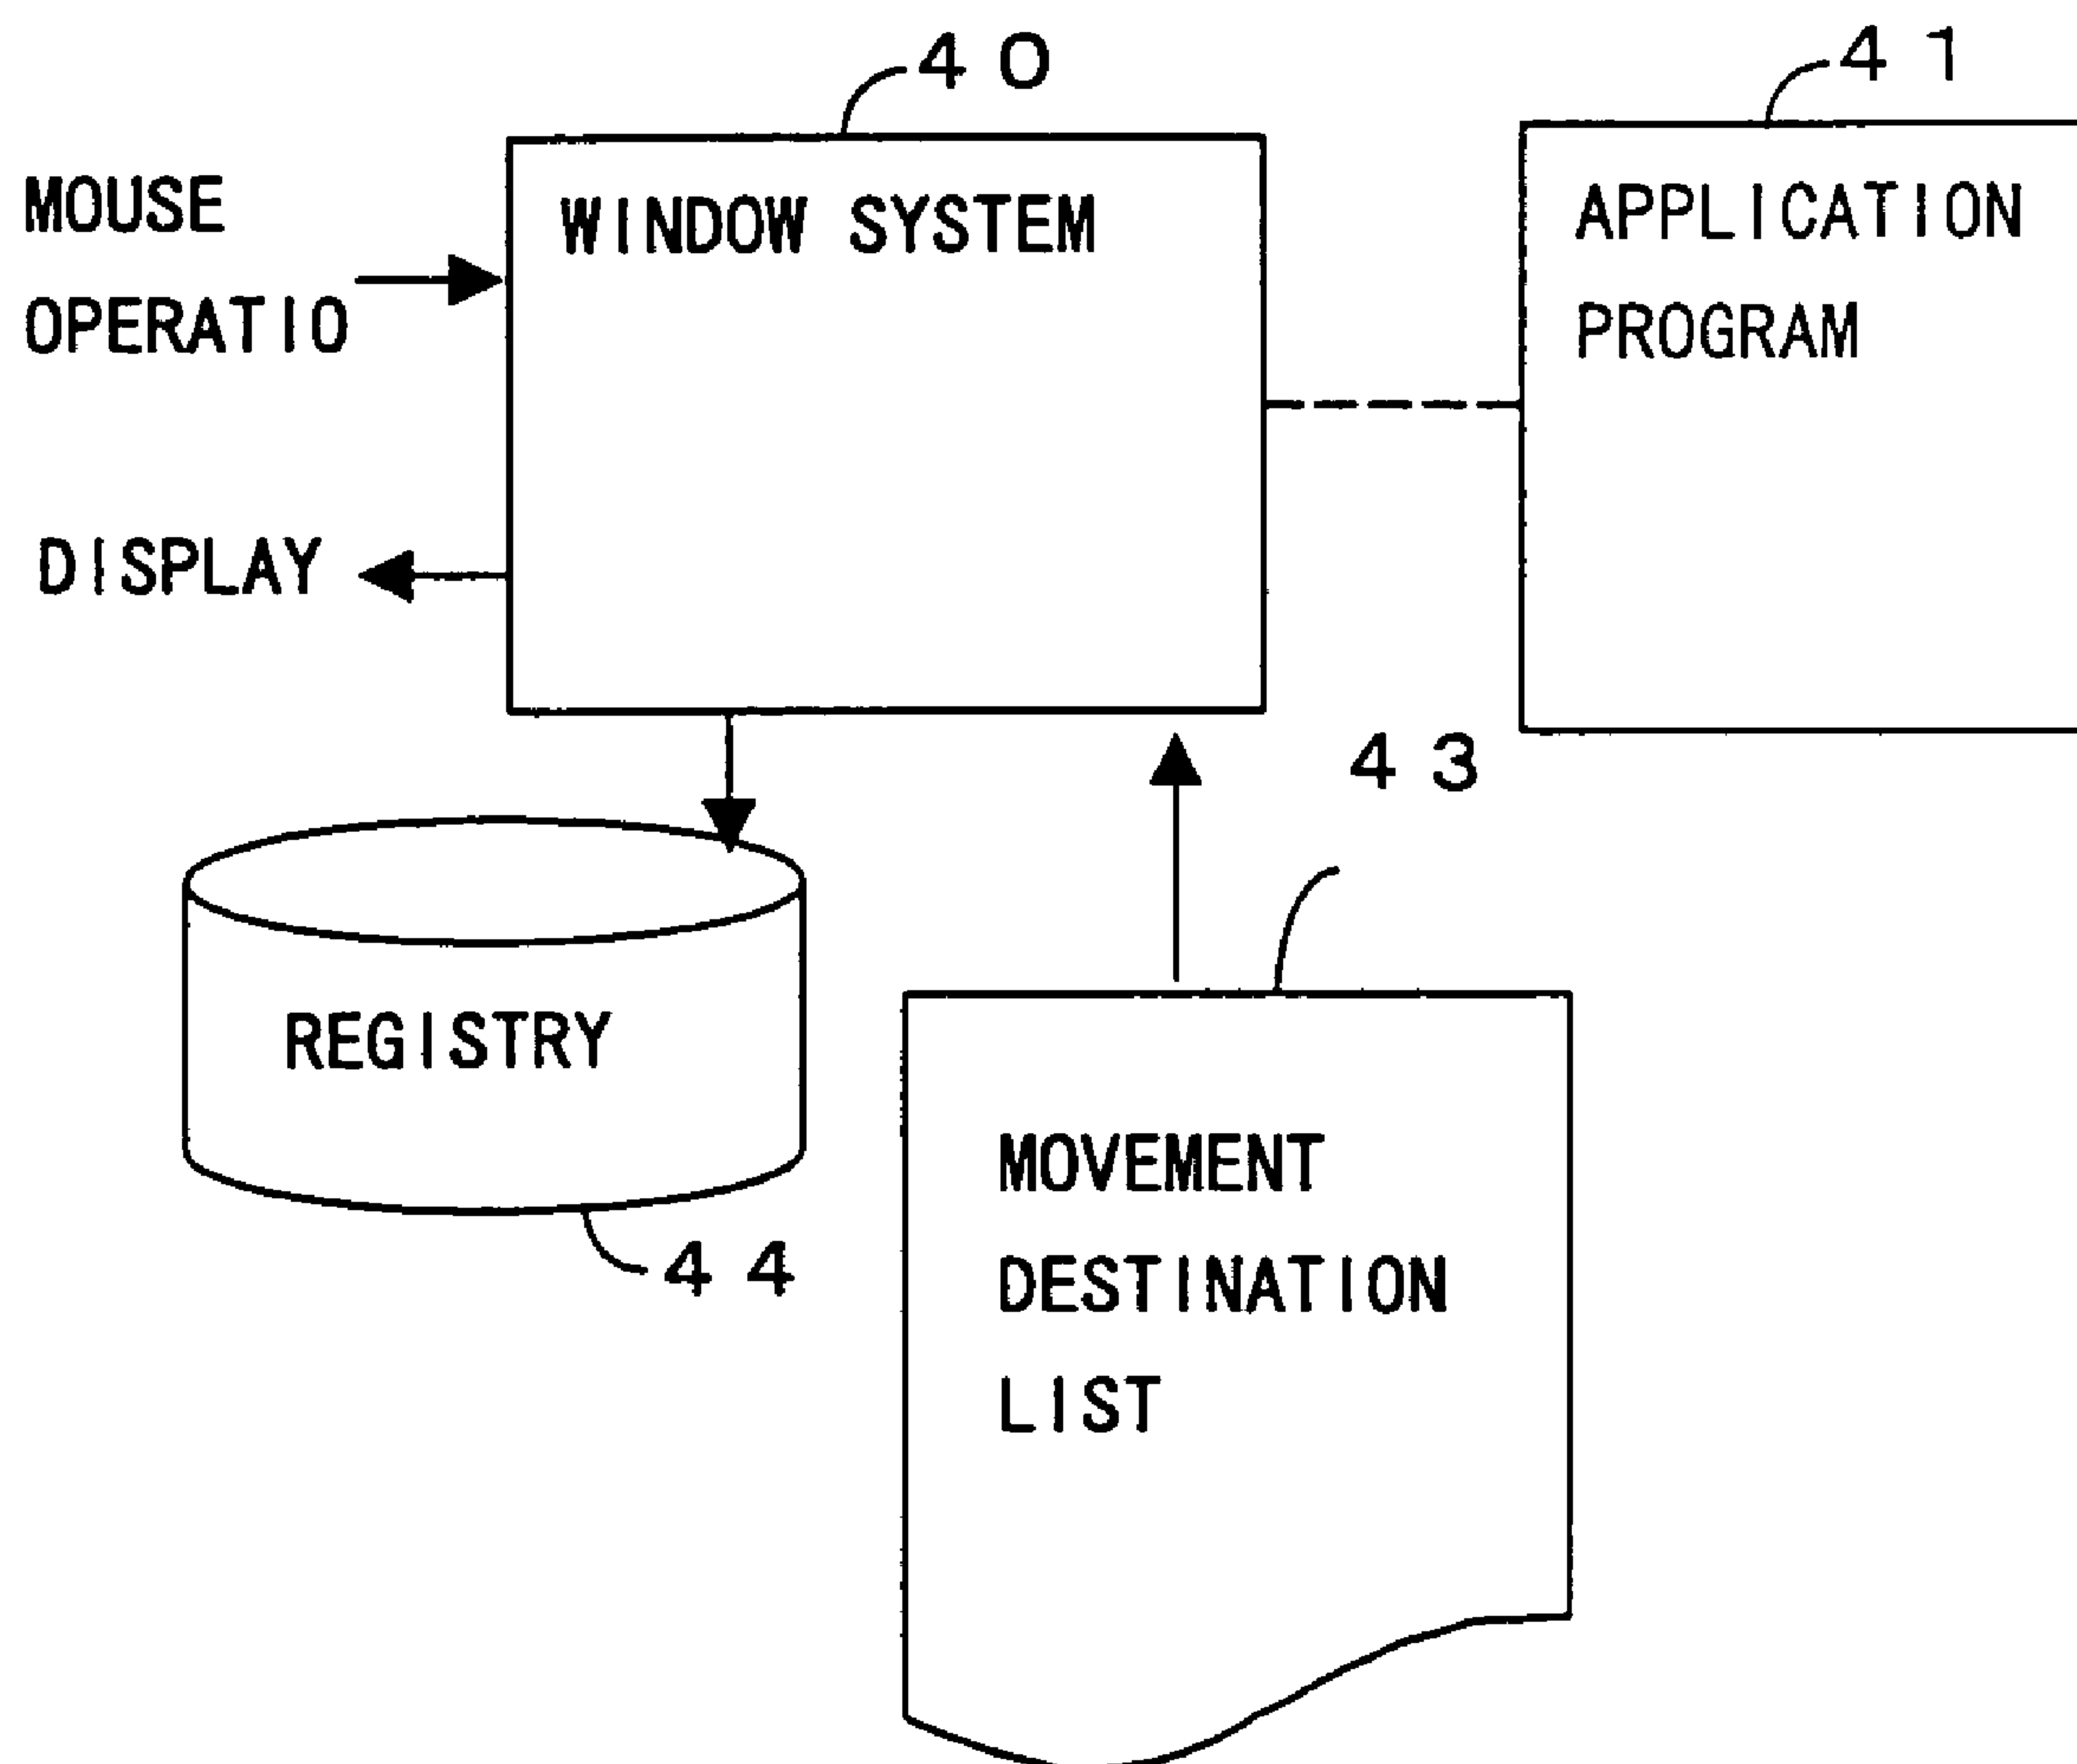 40
41
MOUSE
OPERATIO
WINDOW SYSTEM
APPLICATION
PROGRAM
DISPLAY
43
REGISTRY
44
MOVEMENT
DESTINATION
LIST